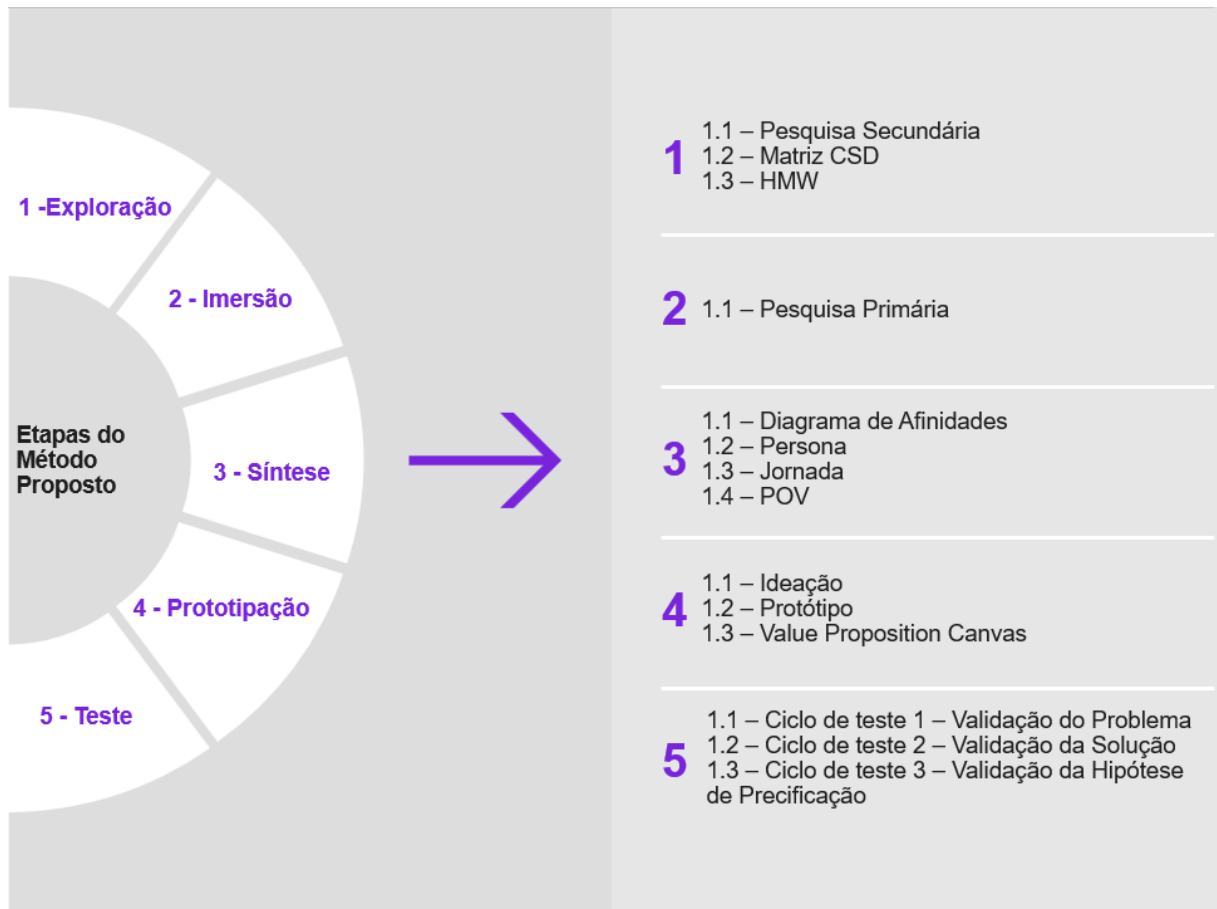 1 -Exploração
2 - Imersão
Etapas do
Método
Proposto
3 - Síntese
4 - Prototipação
5 - Teste
1
1.1 – Pesquisa Secundária
1.2 – Matriz CSD
1.3 – HMW
2
1.1 – Pesquisa Primária
3
1.1 – Diagrama de Afinidades
1.2 – Persona
1.3 – Jornada
1.4 – POV
4
1.1 – Ideação
1.2 – Protótipo
1.3 – Value Proposition Canvas
5
1.1 – Ciclo de teste 1 – Validação do Problema
1.2 – Ciclo de teste 2 – Validação da Solução
1.3 – Ciclo de teste 3 – Validação da Hipótese
de Precificação